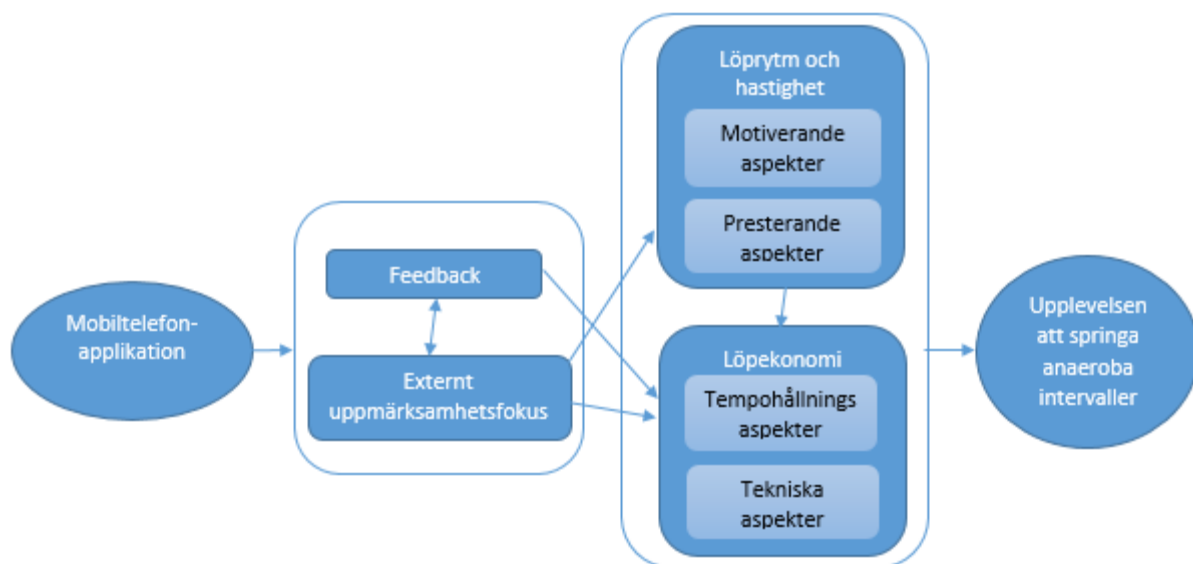 Mobiltelefon-
applikation
Feedback
Externt
uppmärksamhetsfokus
Löprytm och
hastighet
Motiverande
aspekter
Presterande
aspekter
Löpekonomi
Tempohållnings
aspekter
Tekniska
aspekter
Upplevelsen
att springa
anaeroba
intervaller